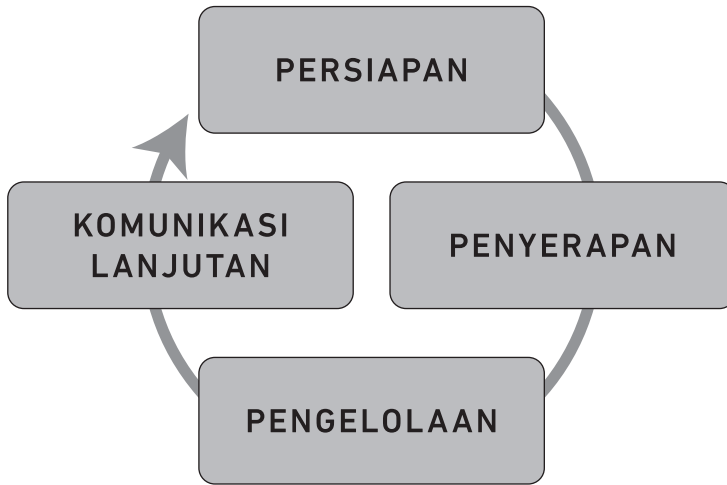 PERSIAPAN
PENYERAPAN
PENGELOLAAN
KOMUNIKASI
LANJUTAN